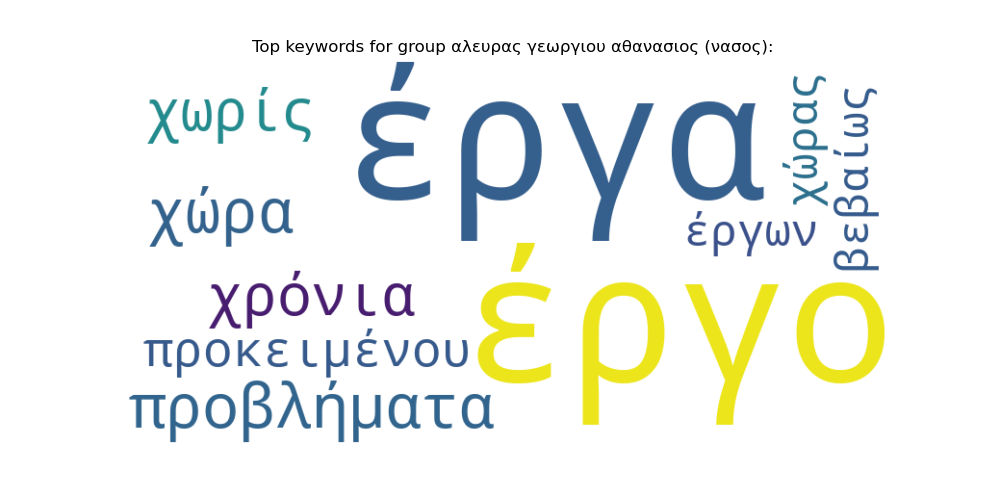 Top keywords for group αλευρας γεωργιου αθανασιος (νασος):
χωρίς
έργα
χώρας
βεβαίως
χώρα
έργων
χρόνια
έργο
προκειμένου
προβλήματα